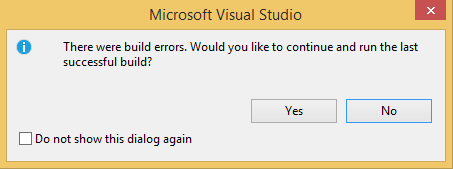 Microsoft Visual Studio
There were build errors. Would you like to continue and run the last
successful build?
Yes
No
Do not show this dialog again